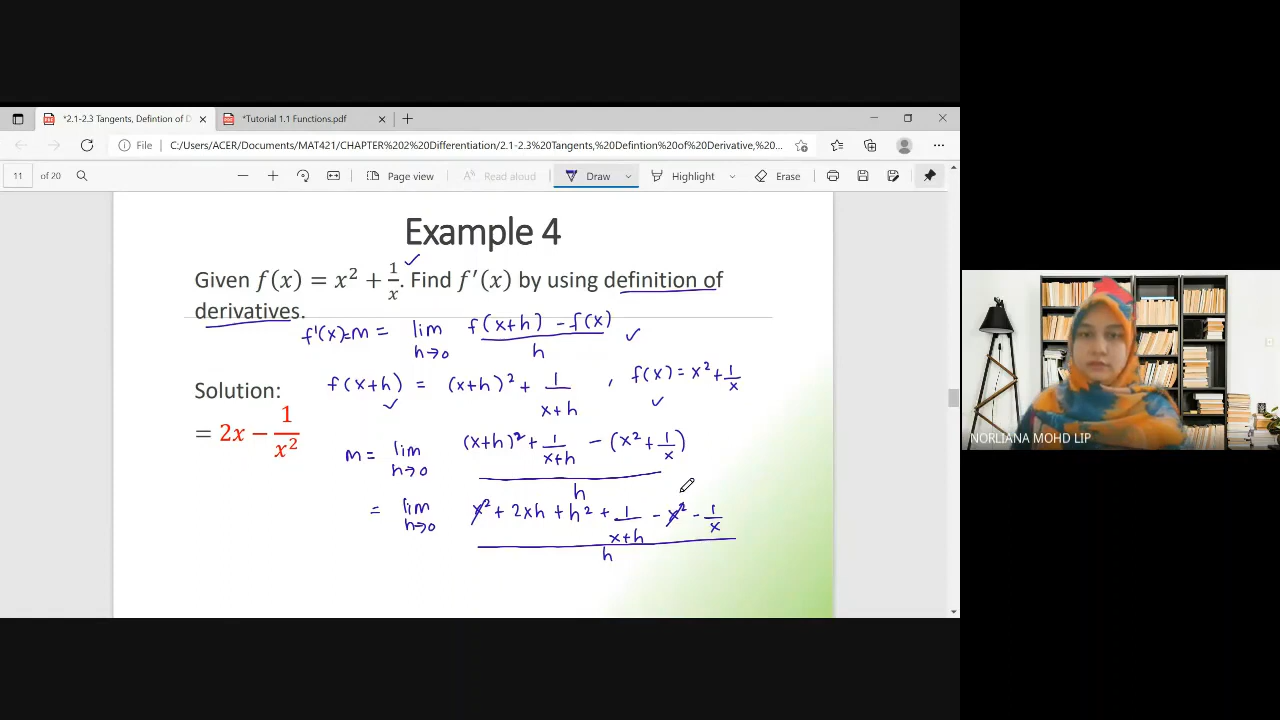 *2.1-2.3 Tangents, Defintion of D
*Tutorial 1.1 Functions.pdf
File
C:/Users/ACER/Documents/MAT421/CHAPTER%202%20Differentiation/2.1-2.3%20Tangents,%20Defintion%20of%20Derivative,%20...
11 of 20
Page view
Read aloud
Draw
Highlight
Erase
Example 4
Given f(x) = x² + 1/x. Find f′(x) by using definition of
derivatives.
f'(x)=m = lim h→0 f(x+h) - f(x) / h ✓
f(x+h) = (x+h)² + 1/(x+h) , f(x) = x² + 1/x
Solution:
= 2x − 1/x²
m = lim h→0 (x+h)² + 1/(x+h) - (x² + 1/x) / h
= lim h→0 x² + 2xh + h² + 1/(x+h) - x² - 1/x / h
NORLIANA MOHD LIP